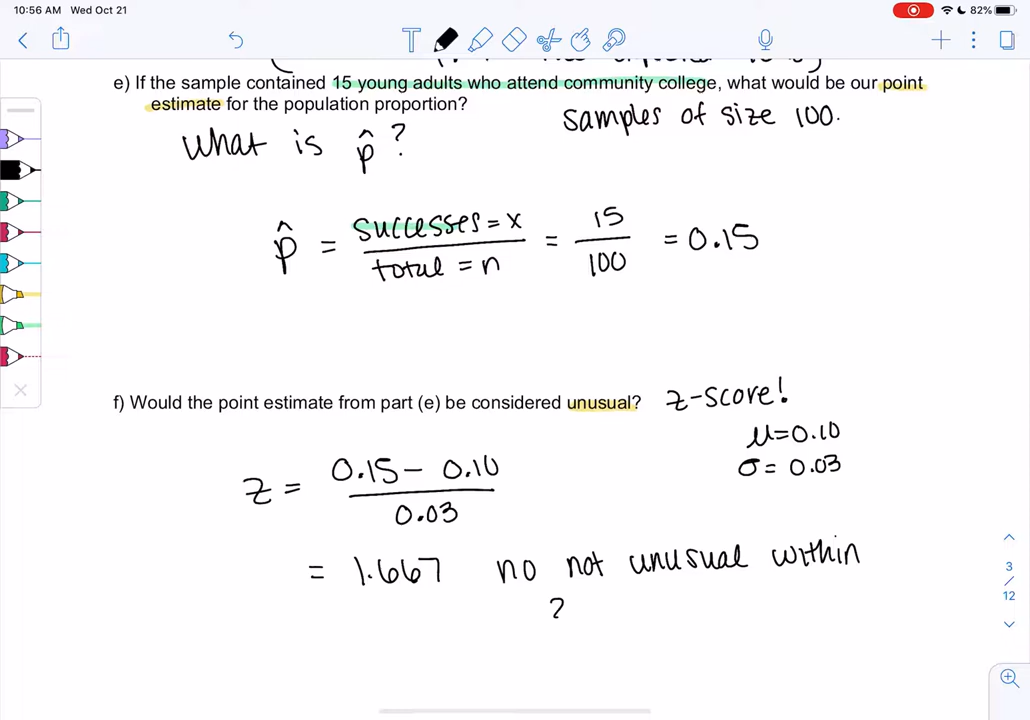 10:56 AM Wed Oct 21
82%
e) If the sample contained 15 young adults who attend community college, what would be our point
estimate for the population proportion?
samples of size 100.
what is p̂ ?
p̂ = successes = x / total = n = 15 / 100 = 0.15
f) Would the point estimate from part (e) be considered unusual?
z-score!
μ = 0.10
σ = 0.03
z = 0.15 - 0.10 / 0.03
= 1.667 no not unusual within
2
3
/
12